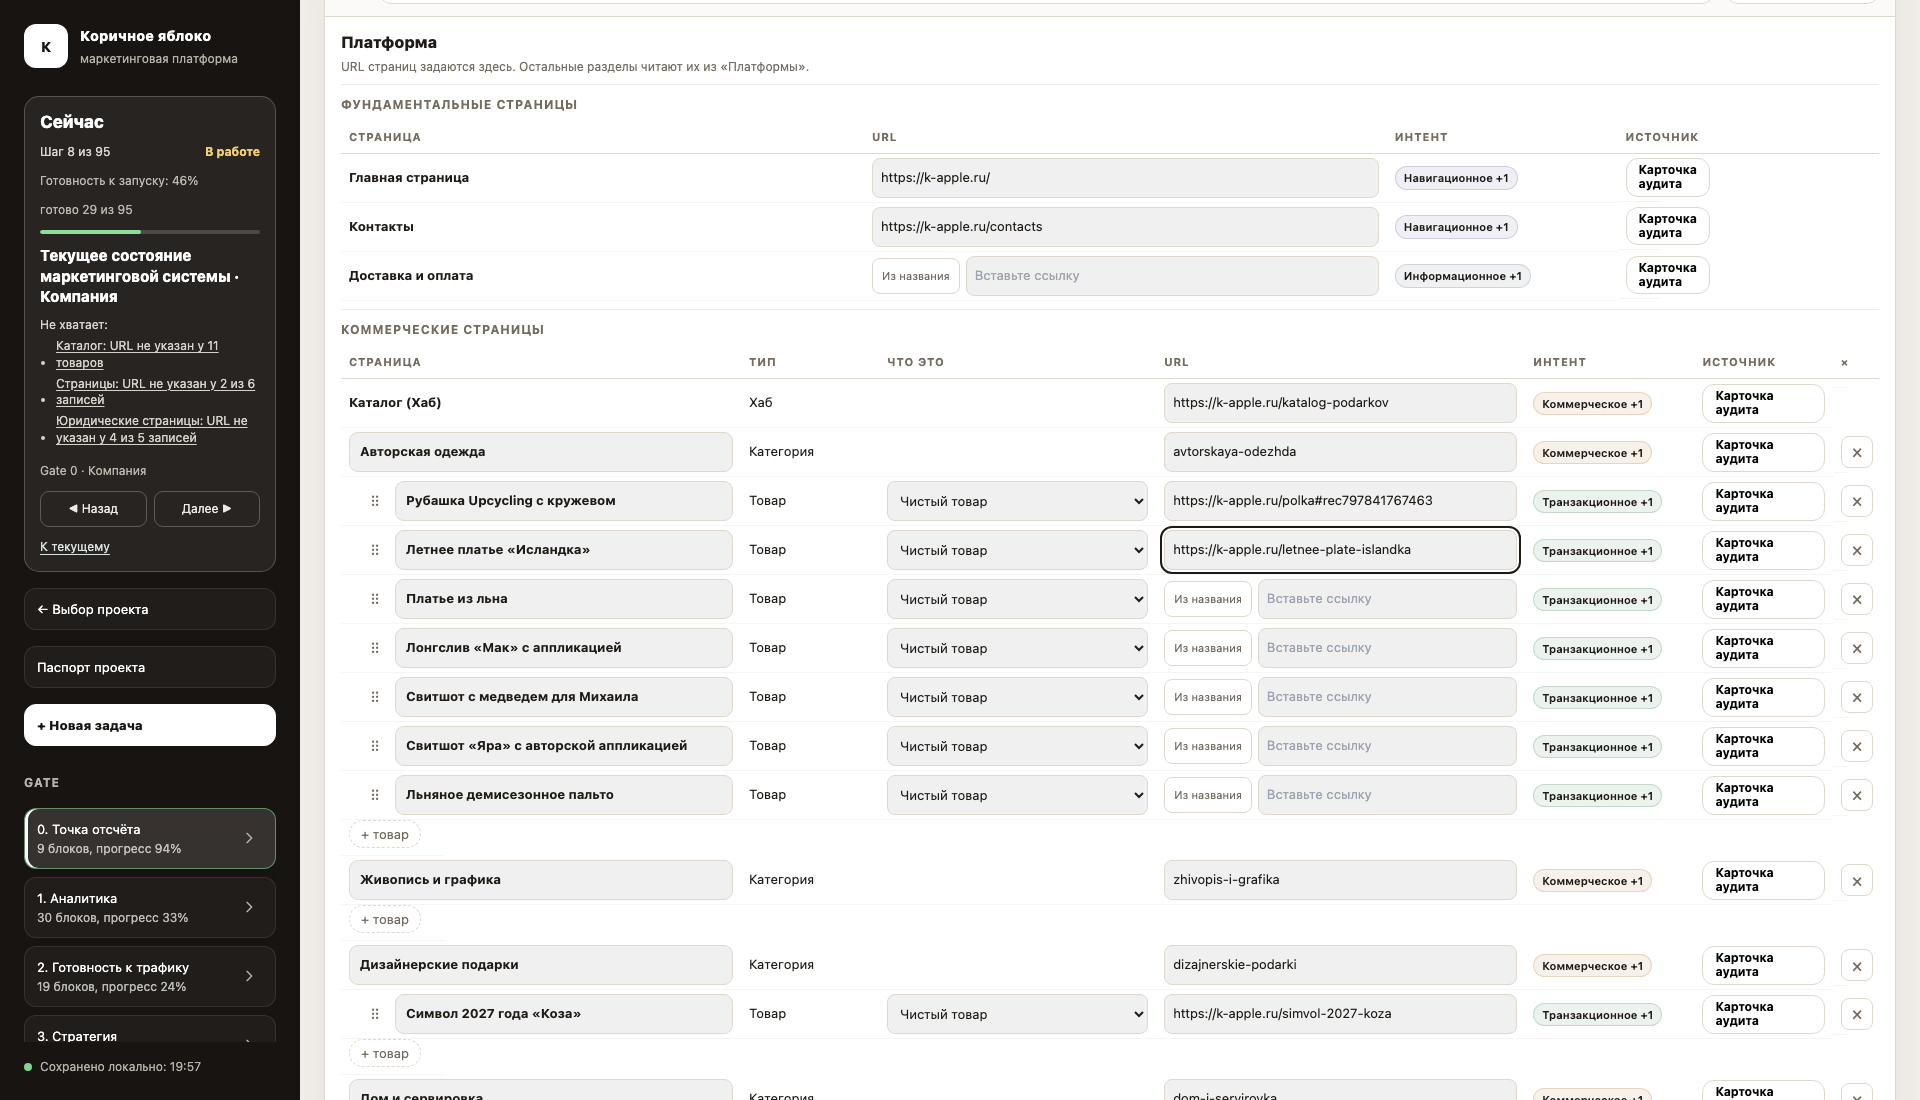 К
Коричное яблоко
маркетинговая платформа
Сейчас
Шаг 8 из 95
В работе
Готовность к запуску: 46%
готово 29 из 95
Текущее состояние
маркетинговой системы ·
Компания
Не хватает:
Каталог: URL не указан у 11
товаров
Страницы: URL не указан у 2 из 6
записей
Юридические страницы: URL не
указан у 4 из 5 записей
Gate 0 · Компания
◀ Назад
Далее ▶
К текущему
← Выбор проекта
Паспорт проекта
+ Новая задача
GATE
0. Точка отсчёта
9 блоков, прогресс 94%
1. Аналитика
30 блоков, прогресс 33%
2. Готовность к трафику
19 блоков, прогресс 24%
3. Стратегия
Сохранено локально: 19:57
Платформа
URL страниц задаются здесь. Остальные разделы читают их из «Платформы».
ФУНДАМЕНТАЛЬНЫЕ СТРАНИЦЫ
СТРАНИЦА URL ИНТЕНТ ИСТОЧНИК
Главная страница https://k-apple.ru/ Навигационное +1 Карточка аудита
Контакты https://k-apple.ru/contacts Навигационное +1 Карточка аудита
Доставка и оплата Из названия Вставьте ссылку Информационное +1 Карточка аудита
КОММЕРЧЕСКИЕ СТРАНИЦЫ
СТРАНИЦА ТИП ЧТО ЭТО URL ИНТЕНТ ИСТОЧНИК ×
Каталог (Хаб) Хаб https://k-apple.ru/katalog-podarkov Коммерческое +1 Карточка аудита
Авторская одежда Категория avtorskaya-odezhda Коммерческое +1 Карточка аудита ×
Рубашка Upcycling с кружевом Товар Чистый товар https://k-apple.ru/polka#rec797841767463 Транзакционное +1 Карточка аудита ×
Летнее платье «Исландка» Товар Чистый товар https://k-apple.ru/letnee-plate-islandka Транзакционное +1 Карточка аудита ×
Платье из льна Товар Чистый товар Из названия Вставьте ссылку Транзакционное +1 Карточка аудита ×
Лонгслив «Мак» с аппликацией Товар Чистый товар Из названия Вставьте ссылку Транзакционное +1 Карточка аудита ×
Свитшот с медведем для Михаила Товар Чистый товар Из названия Вставьте ссылку Транзакционное +1 Карточка аудита ×
Свитшот «Яра» с авторской аппликацией Товар Чистый товар Из названия Вставьте ссылку Транзакционное +1 Карточка аудита ×
Льняное демисезонное пальто Товар Чистый товар Из названия Вставьте ссылку Транзакционное +1 Карточка аудита ×
+ товар
Живопись и графика Категория zhivopis-i-grafika Коммерческое +1 Карточка аудита ×
+ товар
Дизайнерские подарки Категория dizajnerskie-podarki Коммерческое +1 Карточка аудита ×
Символ 2027 года «Коза» Товар Чистый товар https://k-apple.ru/simvol-2027-koza Транзакционное +1 Карточка аудита ×
+ товар
Дом и сервировка Категория dom-i-servirovka Коммерческое +1 Карточка ×